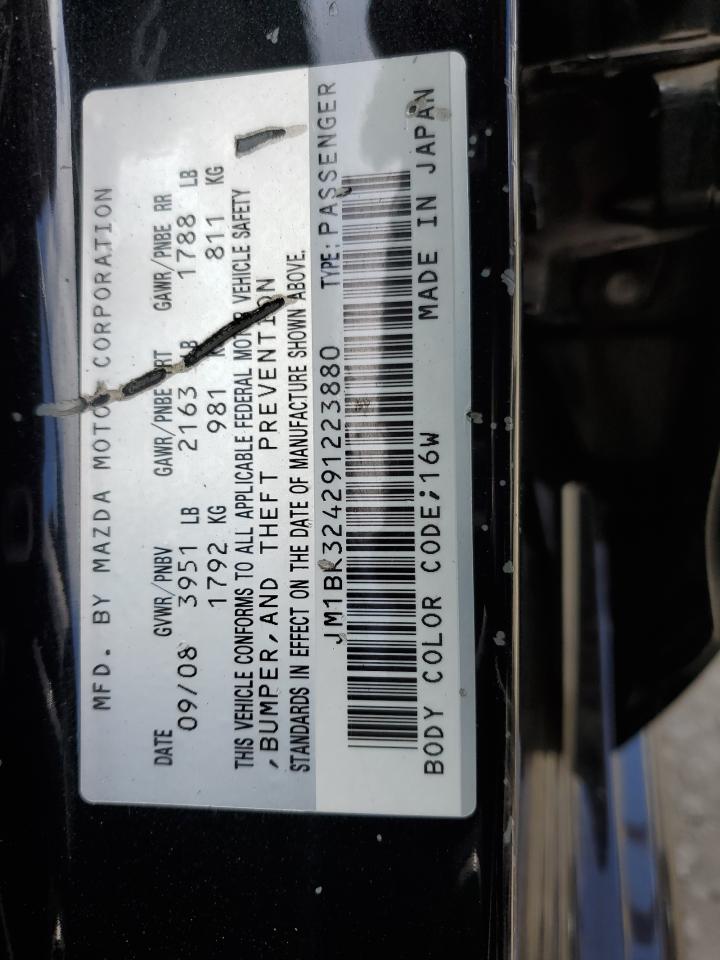 MFD. BY MAZDA MOTOR CORPORATION
DATE GVWR/PNBV GAWR/PNBE FRT GAWR/PNBE RR
09/08 3951 LB 2163 LB 1788 LB
1792 KG 981 KG 811 KG
THIS VEHICLE CONFORMS TO ALL APPLICABLE FEDERAL MOTOR VEHICLE SAFETY
,BUMPER,AND THEFT PREVENTION
STANDARDS IN EFFECT ON THE DATE OF MANUFACTURE SHOWN ABOVE.
JM1BK324291223880 TYPE:PASSENGER
BODY COLOR CODE;16W MADE IN JAPAN